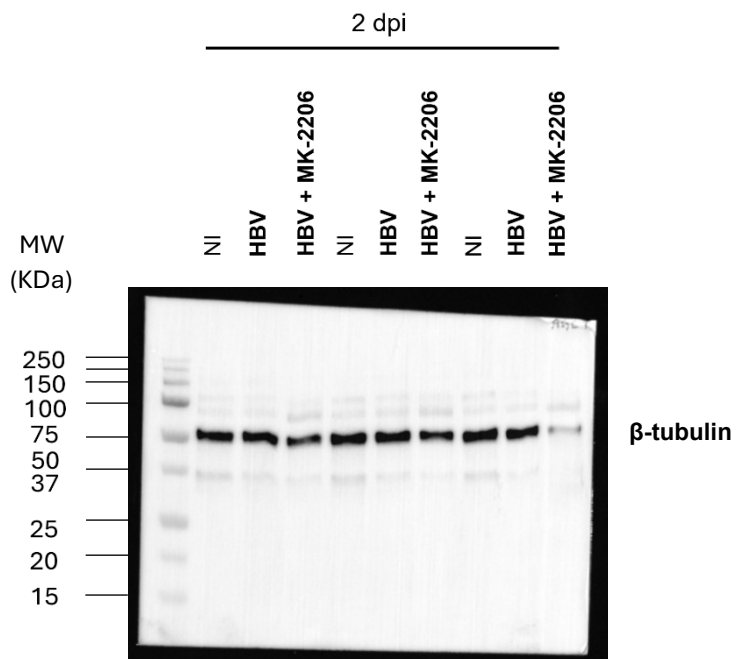 2 dpi
NI
HBV
HBV + MK-2206
NI
HBV
HBV + MK-2206
NI
HBV
HBV + MK-2206
MW
(KDa)
250
150
100
75
50
37
25
20
15
β-tubulin